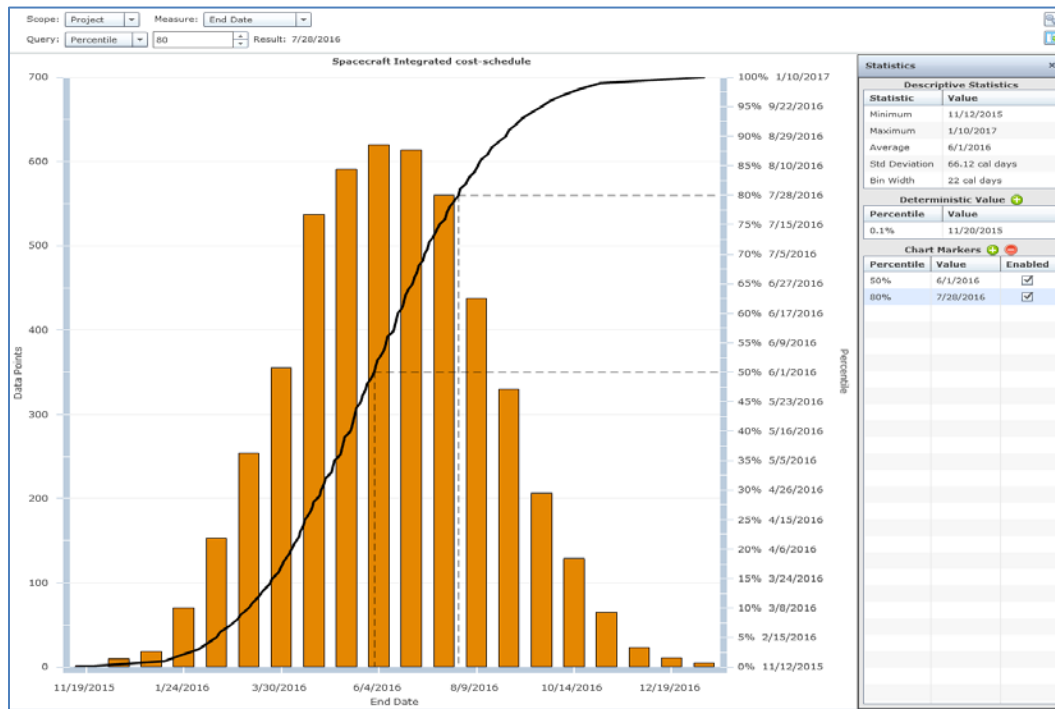 Scope: Project Measure: End Date
Query: Percentile 80 Result: 7/28/2016
Spacecraft Integrated cost-schedule
700
600
500
400
300
200
100
0
Data Points
11/19/2015 1/24/2016 3/30/2016 6/4/2016 8/9/2016 10/14/2016 12/19/2016
End Date
100% 1/10/2017
95% 9/22/2016
90% 8/29/2016
85% 8/10/2016
80% 7/28/2016
75% 7/15/2016
70% 7/5/2016
65% 6/27/2016
60% 6/17/2016
55% 6/9/2016
50% 6/1/2016
45% 5/23/2016
40% 5/16/2016
35% 5/5/2016
30% 4/26/2016
25% 4/15/2016
20% 4/6/2016
15% 3/24/2016
10% 3/8/2016
5% 2/15/2016
0% 11/12/2015
Percentile
Statistics
Descriptive Statistics
Statistic Value
Minimum 11/12/2015
Maximum 1/10/2017
Average 6/1/2016
Std Deviation 66.12 cal days
Bin Width 22 cal days
Deterministic Value
Percentile Value
0.1% 11/20/2015
Chart Markers
Percentile Value Enabled
50% 6/1/2016
80% 7/28/2016